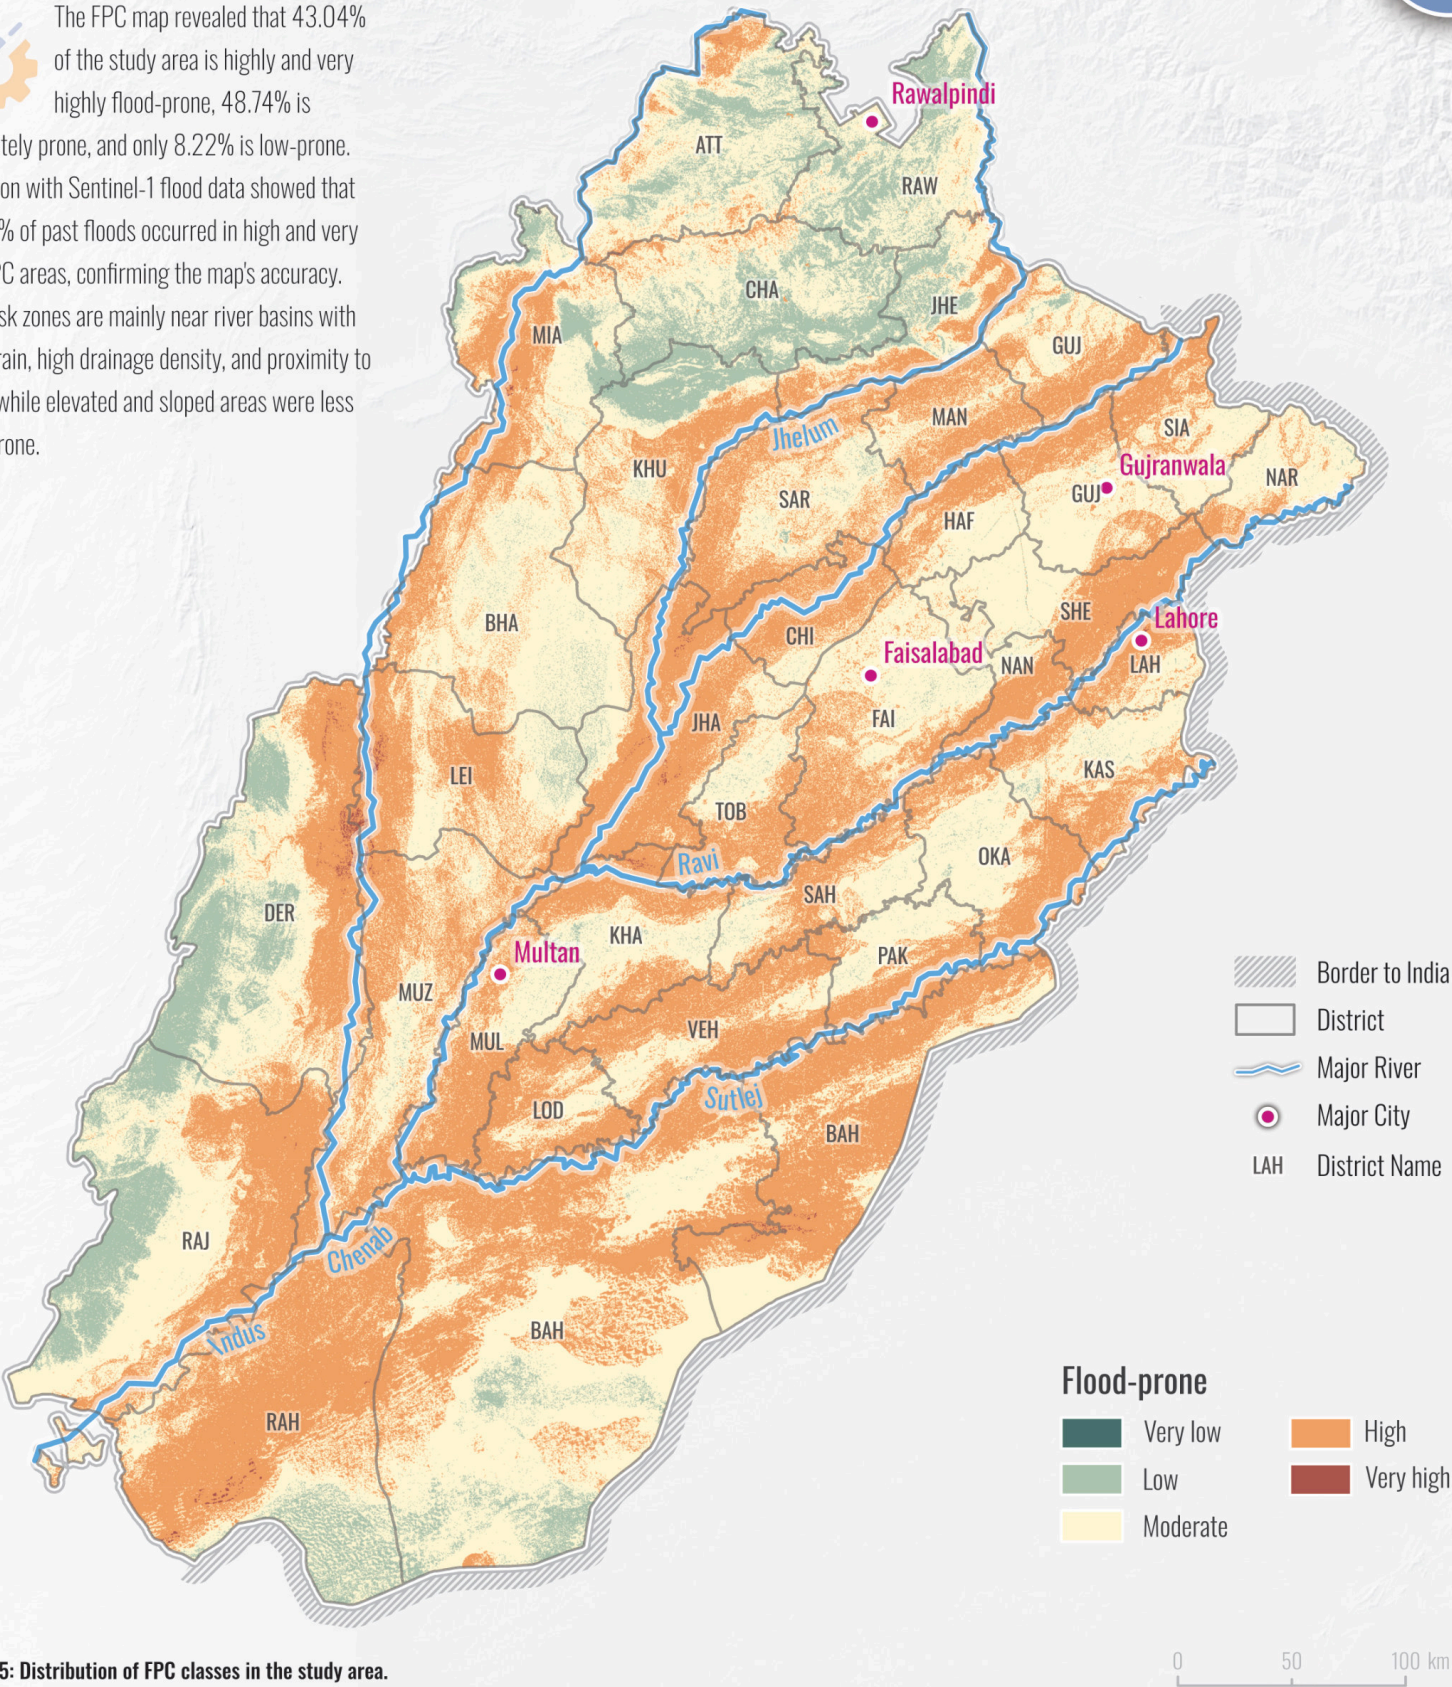 The FPC map revealed that 43.04%
of the study area is highly and very
highly flood-prone, 48.74% is
tely prone, and only 8.22% is low-prone.
on with Sentinel-1 flood data showed that
% of past floods occurred in high and very
C areas, confirming the map's accuracy.
sk zones are mainly near river basins with
rain, high drainage density, and proximity to
while elevated and sloped areas were less
rone.
Rawalpindi
ATT
RAW
CHA
JHE
MIA
GUJ
MAN
Jhelum
SIA
KHU
Gujranwala
NAR
SAR
GUJ
HAF
BHA
SHE
Lahore
CHI
Faisalabad
NAN
LAH
JHA
FAI
LEI
KAS
TOB
OKA
Ravi
SAH
DER
KHA
Multan
PAK
MUZ
VEH
MUL
Sutlej
LOD
BAH
RAJ
Chenab
Indus
BAH
RAH
Border to India
District
Major River
Major City
LAH District Name
Flood-prone
Very low
High
Low
Very high
Moderate
0 50 100 km
5: Distribution of FPC classes in the study area.